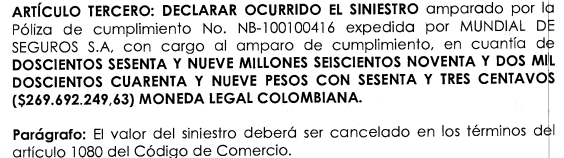 ARTÍCULO TERCERO: DECLARAR OCURRIDO EL SINIESTRO amparado por la
Póliza de cumplimiento No. NB-100100416 expedida por MUNDIAL DE
SEGUROS S.A, con cargo al amparo de cumplimiento, en cuantía de
DOSCIENTOS SESENTA Y NUEVE MILLONES SEISCIENTOS NOVENTA Y DOS MIL
DOSCIENTOS CUARENTA Y NUEVE PESOS CON SESENTA Y TRES CENTAVOS
($269.692.249,63) MONEDA LEGAL COLOMBIANA.
Parágrafo: El valor del siniestro deberá ser cancelado en los términos del
artículo 1080 del Código de Comercio.